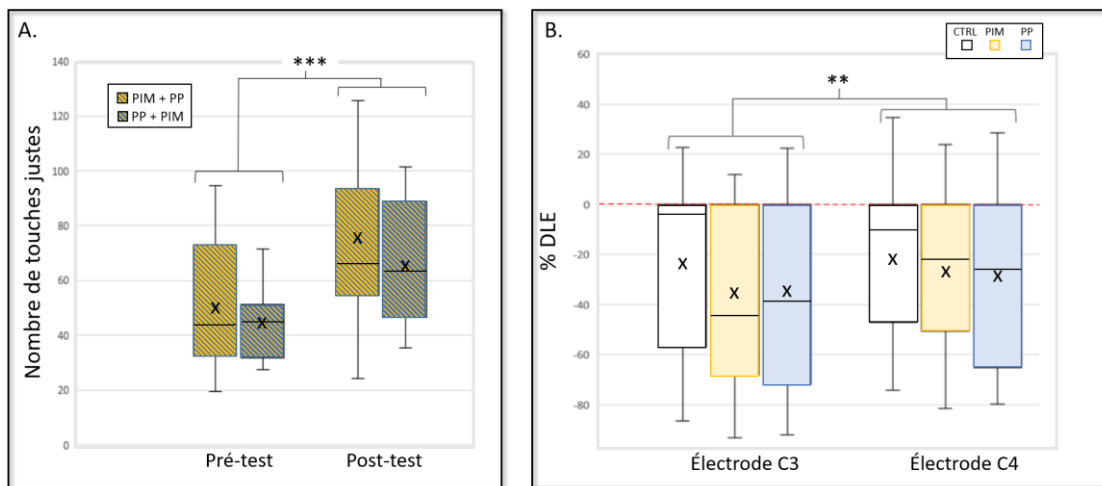 A.
Nombre de touches justes
140
120
100
80
60
40
20
0
PIM + PP
PP + PIM
***
X
X
X
X
Pré-test
Post-test
B.
CTRL PIM PP
% DLE
60
40
20
0
-20
-40
-60
-80
**
X
X
X
X
X
X
Électrode C3
Électrode C4